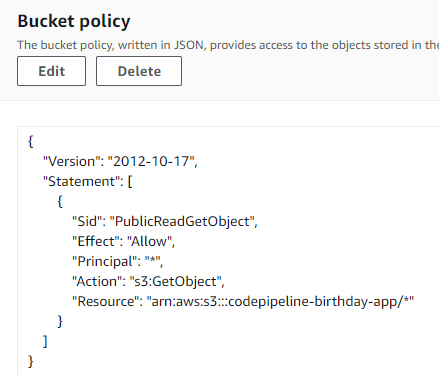 Bucket policy
The bucket policy, written in JSON, provides access to the objects stored in the
Edit
Delete
{
"Version": "2012-10-17",
"Statement": [
{
"Sid": "PublicReadGetObject",
"Effect": "Allow",
"Principal": "*",
"Action": "s3:GetObject",
"Resource": "arn:aws:s3:::codepipeline-birthday-app/*"
}
]
}